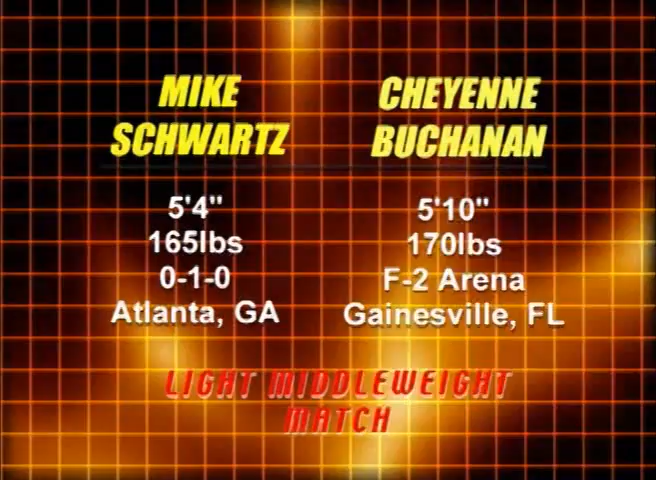 MIKE
SCHWARTZ
5'4"
165lbs
0-1-0
Atlanta, GA
CHEYENNE
BUCHANAN
5'10"
170lbs
F-2 Arena
Gainesville, FL
LIGHT MIDDLEWEIGHT
MATCH